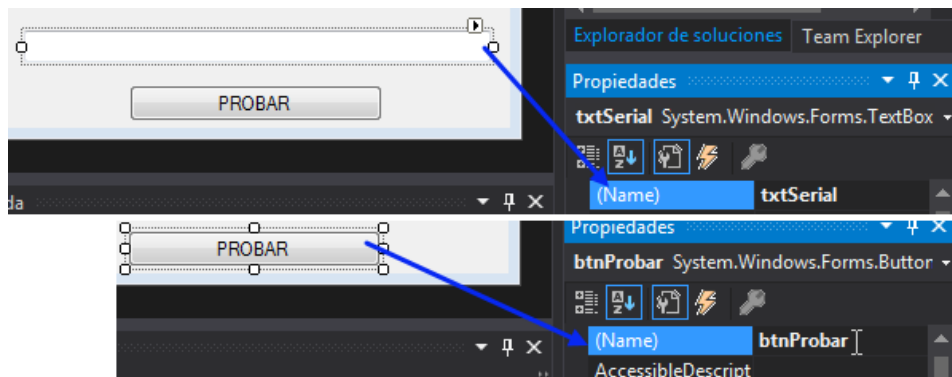 Explorador de soluciones Team Explorer
Propiedades
txtSerial System.Windows.Forms.TextBox
PROBAR
(Name) txtSerial
da
Propiedades
PROBAR
btnProbar System.Windows.Forms.Button
(Name) btnProbar
AccessibleDescript